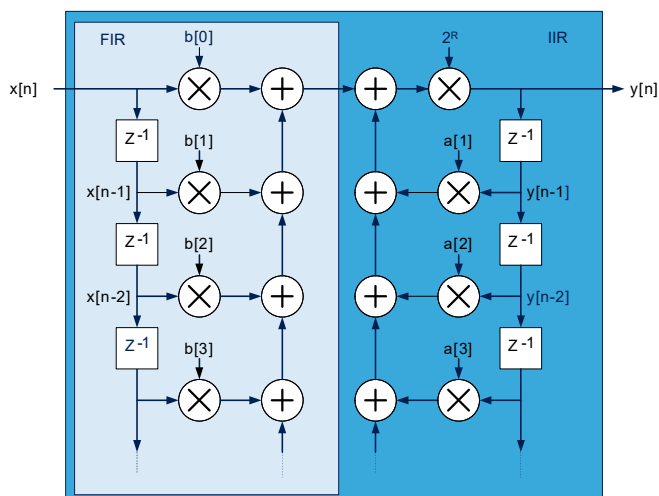 FIR b[0] 2ᴿ IIR
x[n] y[n]
Z⁻¹ Z⁻¹
b[1] a[1]
x[n-1] y[n-1]
Z⁻¹ Z⁻¹
b[2] a[2]
x[n-2] y[n-2]
Z⁻¹ Z⁻¹
b[3] a[3]